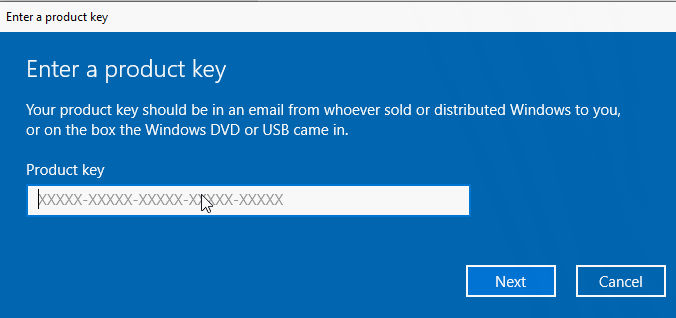 Enter a product key
Enter a product key
Your product key should be in an email from whoever sold or distributed Windows to you,
or on the box the Windows DVD or USB came in.
Product key
XXXXX-XXXXX-XXXXX-XXXXX-XXXXX
Next Cancel